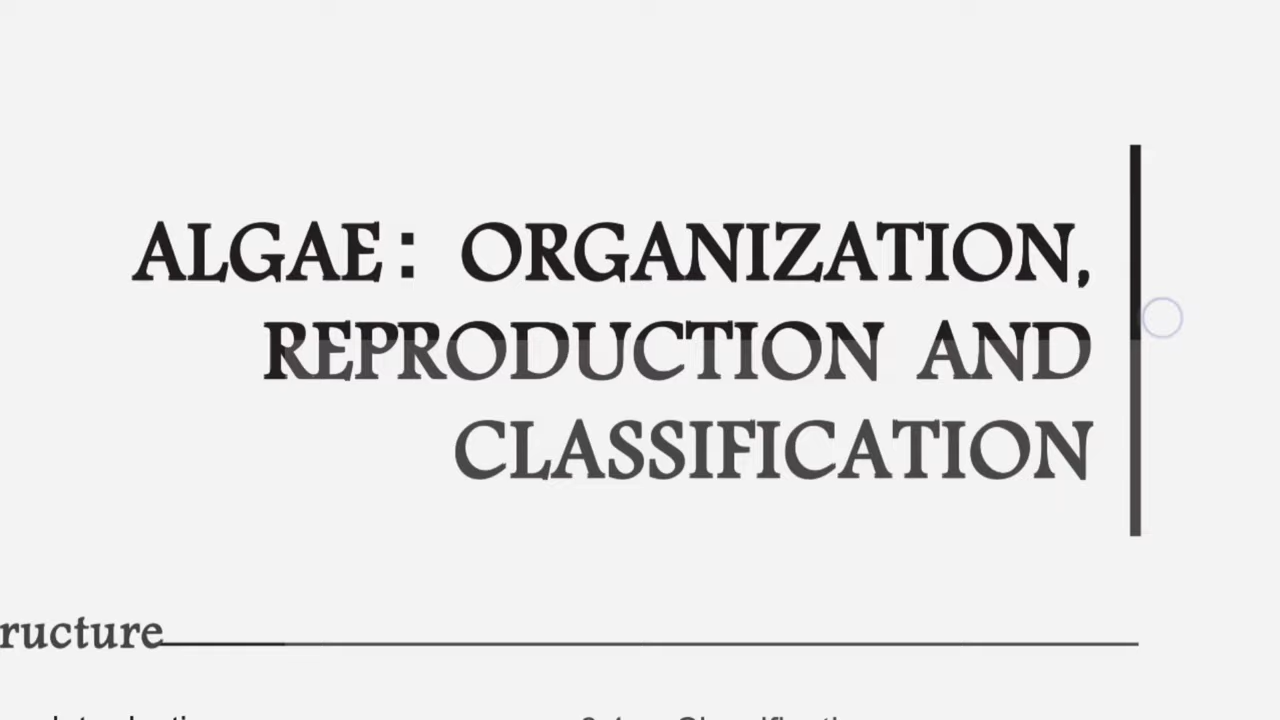 ALGAE: ORGANIZATION,
REPRODUCTION AND
CLASSIFICATION
ructure